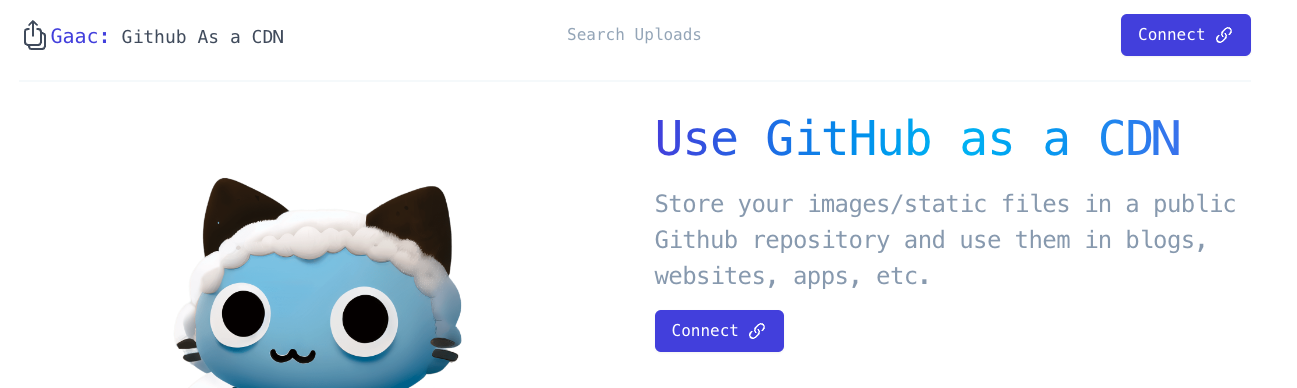 Gaac: Github As a CDN
Search Uploads
Connect
Use GitHub as a CDN
Store your images/static files in a public
Github repository and use them in blogs,
websites, apps, etc.
Connect